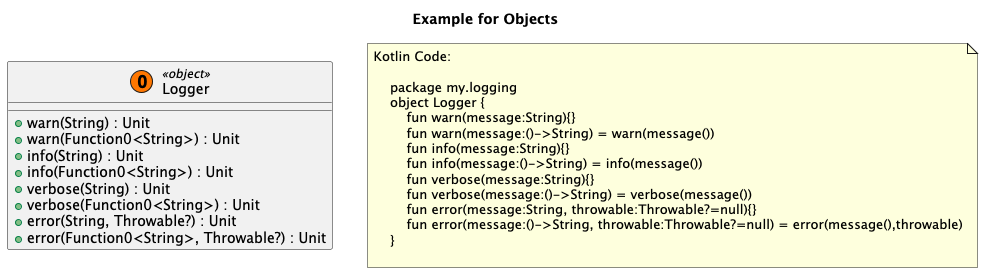 Example for Objects
O
«object»
Logger
warn(String) : Unit
warn(Function0<String>) : Unit
info(String) : Unit
info(Function0<String>) : Unit
verbose(String) : Unit
verbose(Function0<String>) : Unit
error(String, Throwable?) : Unit
error(Function0<String>, Throwable?) : Unit
Kotlin Code:
package my.logging
object Logger {
fun warn(message:String){}
fun warn(message:()->String) = warn(message())
fun info(message:String){}
fun info(message:()->String) = info(message())
fun verbose(message:String){}
fun verbose(message:()->String) = verbose(message())
fun error(message:String, throwable:Throwable?=null){}
fun error(message:()->String, throwable:Throwable?=null) = error(message(),throwable)
}